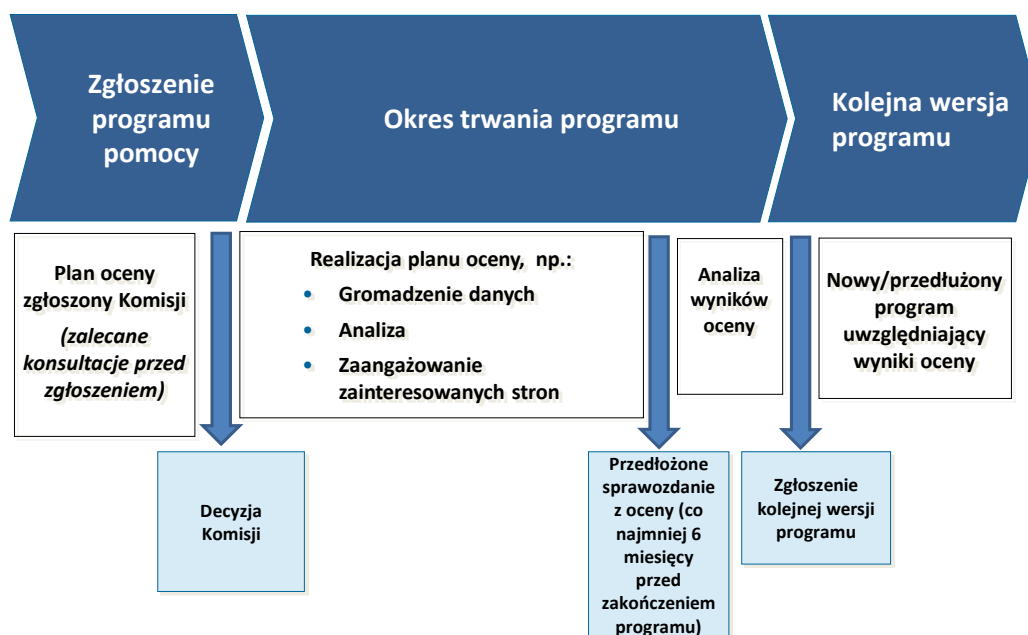 Zgłoszenie
programu
pomocy
Okres trwania programu
Kolejna wersja
programu
Plan oceny
zgłoszony Komisji
(zalecane
konsultacje przed
zgłoszeniem)
Realizacja planu oceny, np.:
• Gromadzenie danych
• Analiza
• Zaangażowanie
zainteresowanych stron
Analiza
wyników
oceny
Nowy/przedłużony
program
uwzględniający
wyniki oceny
Decyzja
Komisji
Przedłożone
sprawozdanie
z oceny (co
najmniej 6
miesięcy
przed
zakończeniem
programu)
Zgłoszenie
kolejnej wersji
programu